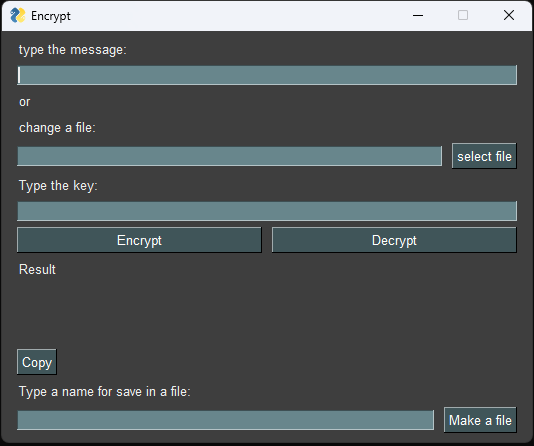 Encrypt
type the message:
or
change a file:
select file
Type the key:
Encrypt Decrypt
Result
Copy
Type a name for save in a file:
Make a file